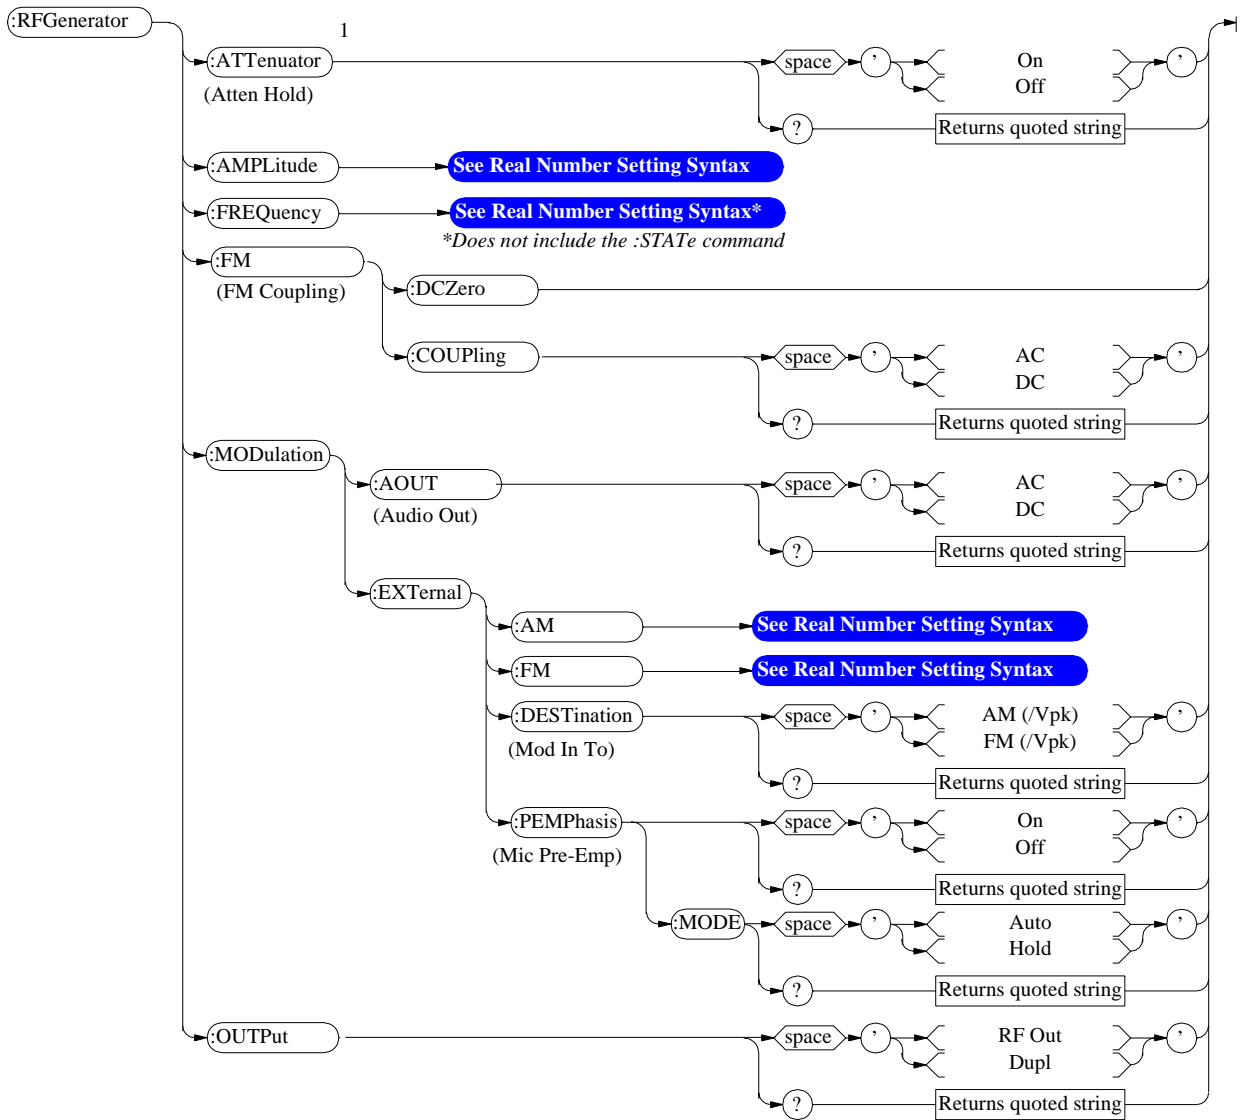 :RFGenerator
1
:ATTenuator space ' On '
(Atten Hold) Off
? Returns quoted string
:AMPLitude See Real Number Setting Syntax
:FREQuency See Real Number Setting Syntax*
*Does not include the :STATe command
:FM
(FM Coupling) :DCZero
:COUPling space ' AC '
DC
? Returns quoted string
:MODulation
:AOUT space ' AC '
(Audio Out) DC
? Returns quoted string
:EXTernal
:AM See Real Number Setting Syntax
:FM See Real Number Setting Syntax
:DESTination space ' AM (/Vpk) '
(Mod In To) FM (/Vpk)
? Returns quoted string
:PEMPhasis space ' On '
(Mic Pre-Emp) Off
? Returns quoted string
:MODE space ' Auto '
Hold
? Returns quoted string
:OUTPut space ' RF Out '
Dupl
? Returns quoted string